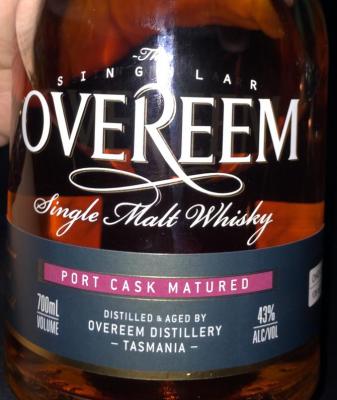 -The
SINGULAR
OVEREEM
Single Malt Whisky
PORT CASK MATURED
700ml
VOLUME
DISTILLED & AGED BY
OVEREEM DISTILLERY
- TASMANIA -
43%
ALC/VOL